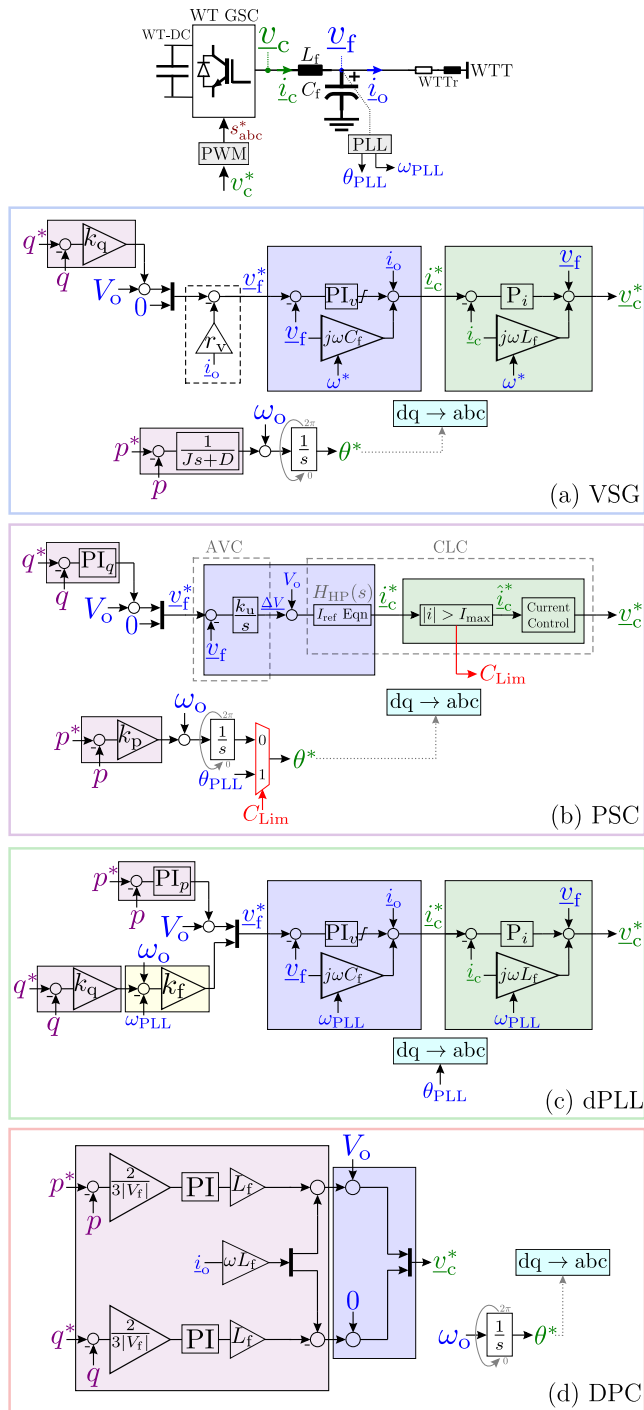 WT GSC
WT-DC
v_c
L_f
v_f
i_c
C_f
+
i_o
WTTr
WTT
s*_abc
PWM
v*_c
PLL
θ_PLL
ω_PLL
q*
-
q
k_q
V_o
0
r_v
i_o
v*_f
-
v_f
PI_v
i_o
jωC_f
ω*
i*_c
-
i_c
P_i
v_f
jωL_f
ω*
v*_c
dq → abc
p*
-
p
1/(Js+D)
ω_o
2π
1/s
0
θ*
(a) VSG
AVC
CLC
q*
-
q
PI_q
V_o
0
v*_f
-
v_f
k_u/s
ΔV
V_o
H_HP(s)
I_ref Eqn
i*_c
|i| > I_max
î*_c
Current
Control
v*_c
C_Lim
dq → abc
p*
-
p
k_p
ω_o
2π
1/s
0
θ_PLL
0
1
θ*
C_Lim
(b) PSC
p*
-
p
PI_p
V_o
q*
-
q
k_q
ω_o
-
ω_PLL
k_f
v*_f
-
v_f
PI_v
i_o
jωC_f
ω_PLL
i*_c
-
i_c
P_i
v_f
jωL_f
ω_PLL
v*_c
dq → abc
θ_PLL
(c) dPLL
p*
-
p
2/(3|V_f|)
PI
L_f
V_o
i_o
ωL_f
v*_c
q*
-
q
2/(3|V_f|)
PI
L_f
-
0
dq → abc
ω_o
2π
1/s
0
θ*
(d) DPC